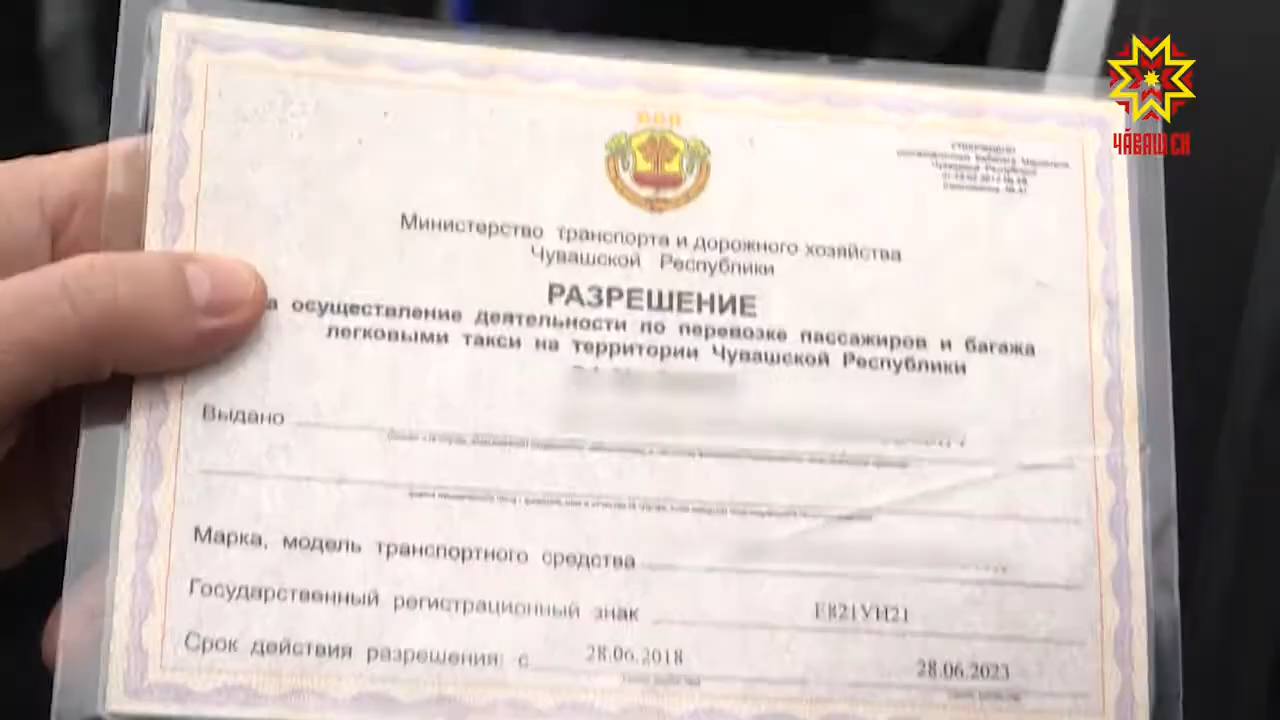 ЧӐВАШ ЕН
Министерство транспорта и дорожного хозяйства
Чувашской Республики
РАЗРЕШЕНИЕ
а осуществление деятельности по перевозке пассажиров и багажа
легковыми такси на территории Чувашской Республики
Выдано
Марка, модель транспортного средства
Государственный регистрационный знак Е821УН21
Срок действия разрешения: с 28.06.2018 28.06.2023